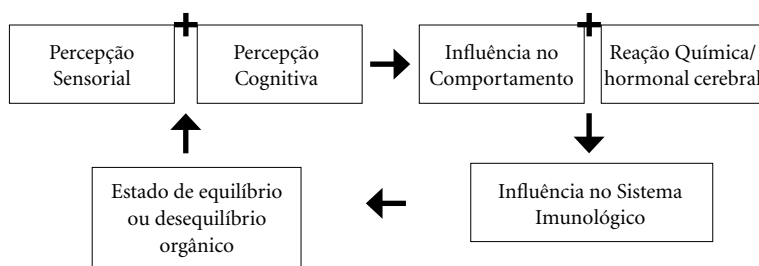 Percepção
Sensorial
+
Percepção
Cognitiva
Influência no
Comportamento
+
Reação Química/
hormonal cerebral
Estado de equilíbrio
ou desequilíbrio
orgânico
Influência no Sistema
Imunológico